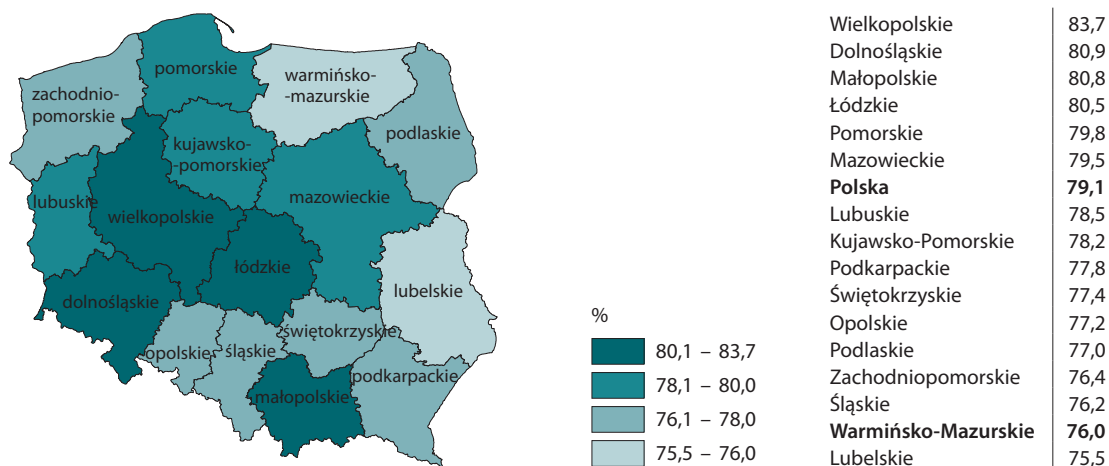 pomorskie
warmińsko-
-mazurskie
zachodnio-
pomorskie
podlaskie
kujawsko-
-pomorskie
lubuskie
wielkopolskie
mazowieckie
łódzkie
dolnośląskie
lubelskie
opolskie
śląskie
świętokrzyskie
małopolskie
podkarpackie
%
80,1 – 83,7
78,1 – 80,0
76,1 – 78,0
75,5 – 76,0
Wielkopolskie 83,7
Dolnośląskie 80,9
Małopolskie 80,8
Łódzkie 80,5
Pomorskie 79,8
Mazowieckie 79,5
Polska 79,1
Lubuskie 78,5
Kujawsko-Pomorskie 78,2
Podkarpackie 77,8
Świętokrzyskie 77,4
Opolskie 77,2
Podlaskie 77,0
Zachodniopomorskie 76,4
Śląskie 76,2
Warmińsko-Mazurskie 76,0
Lubelskie 75,5